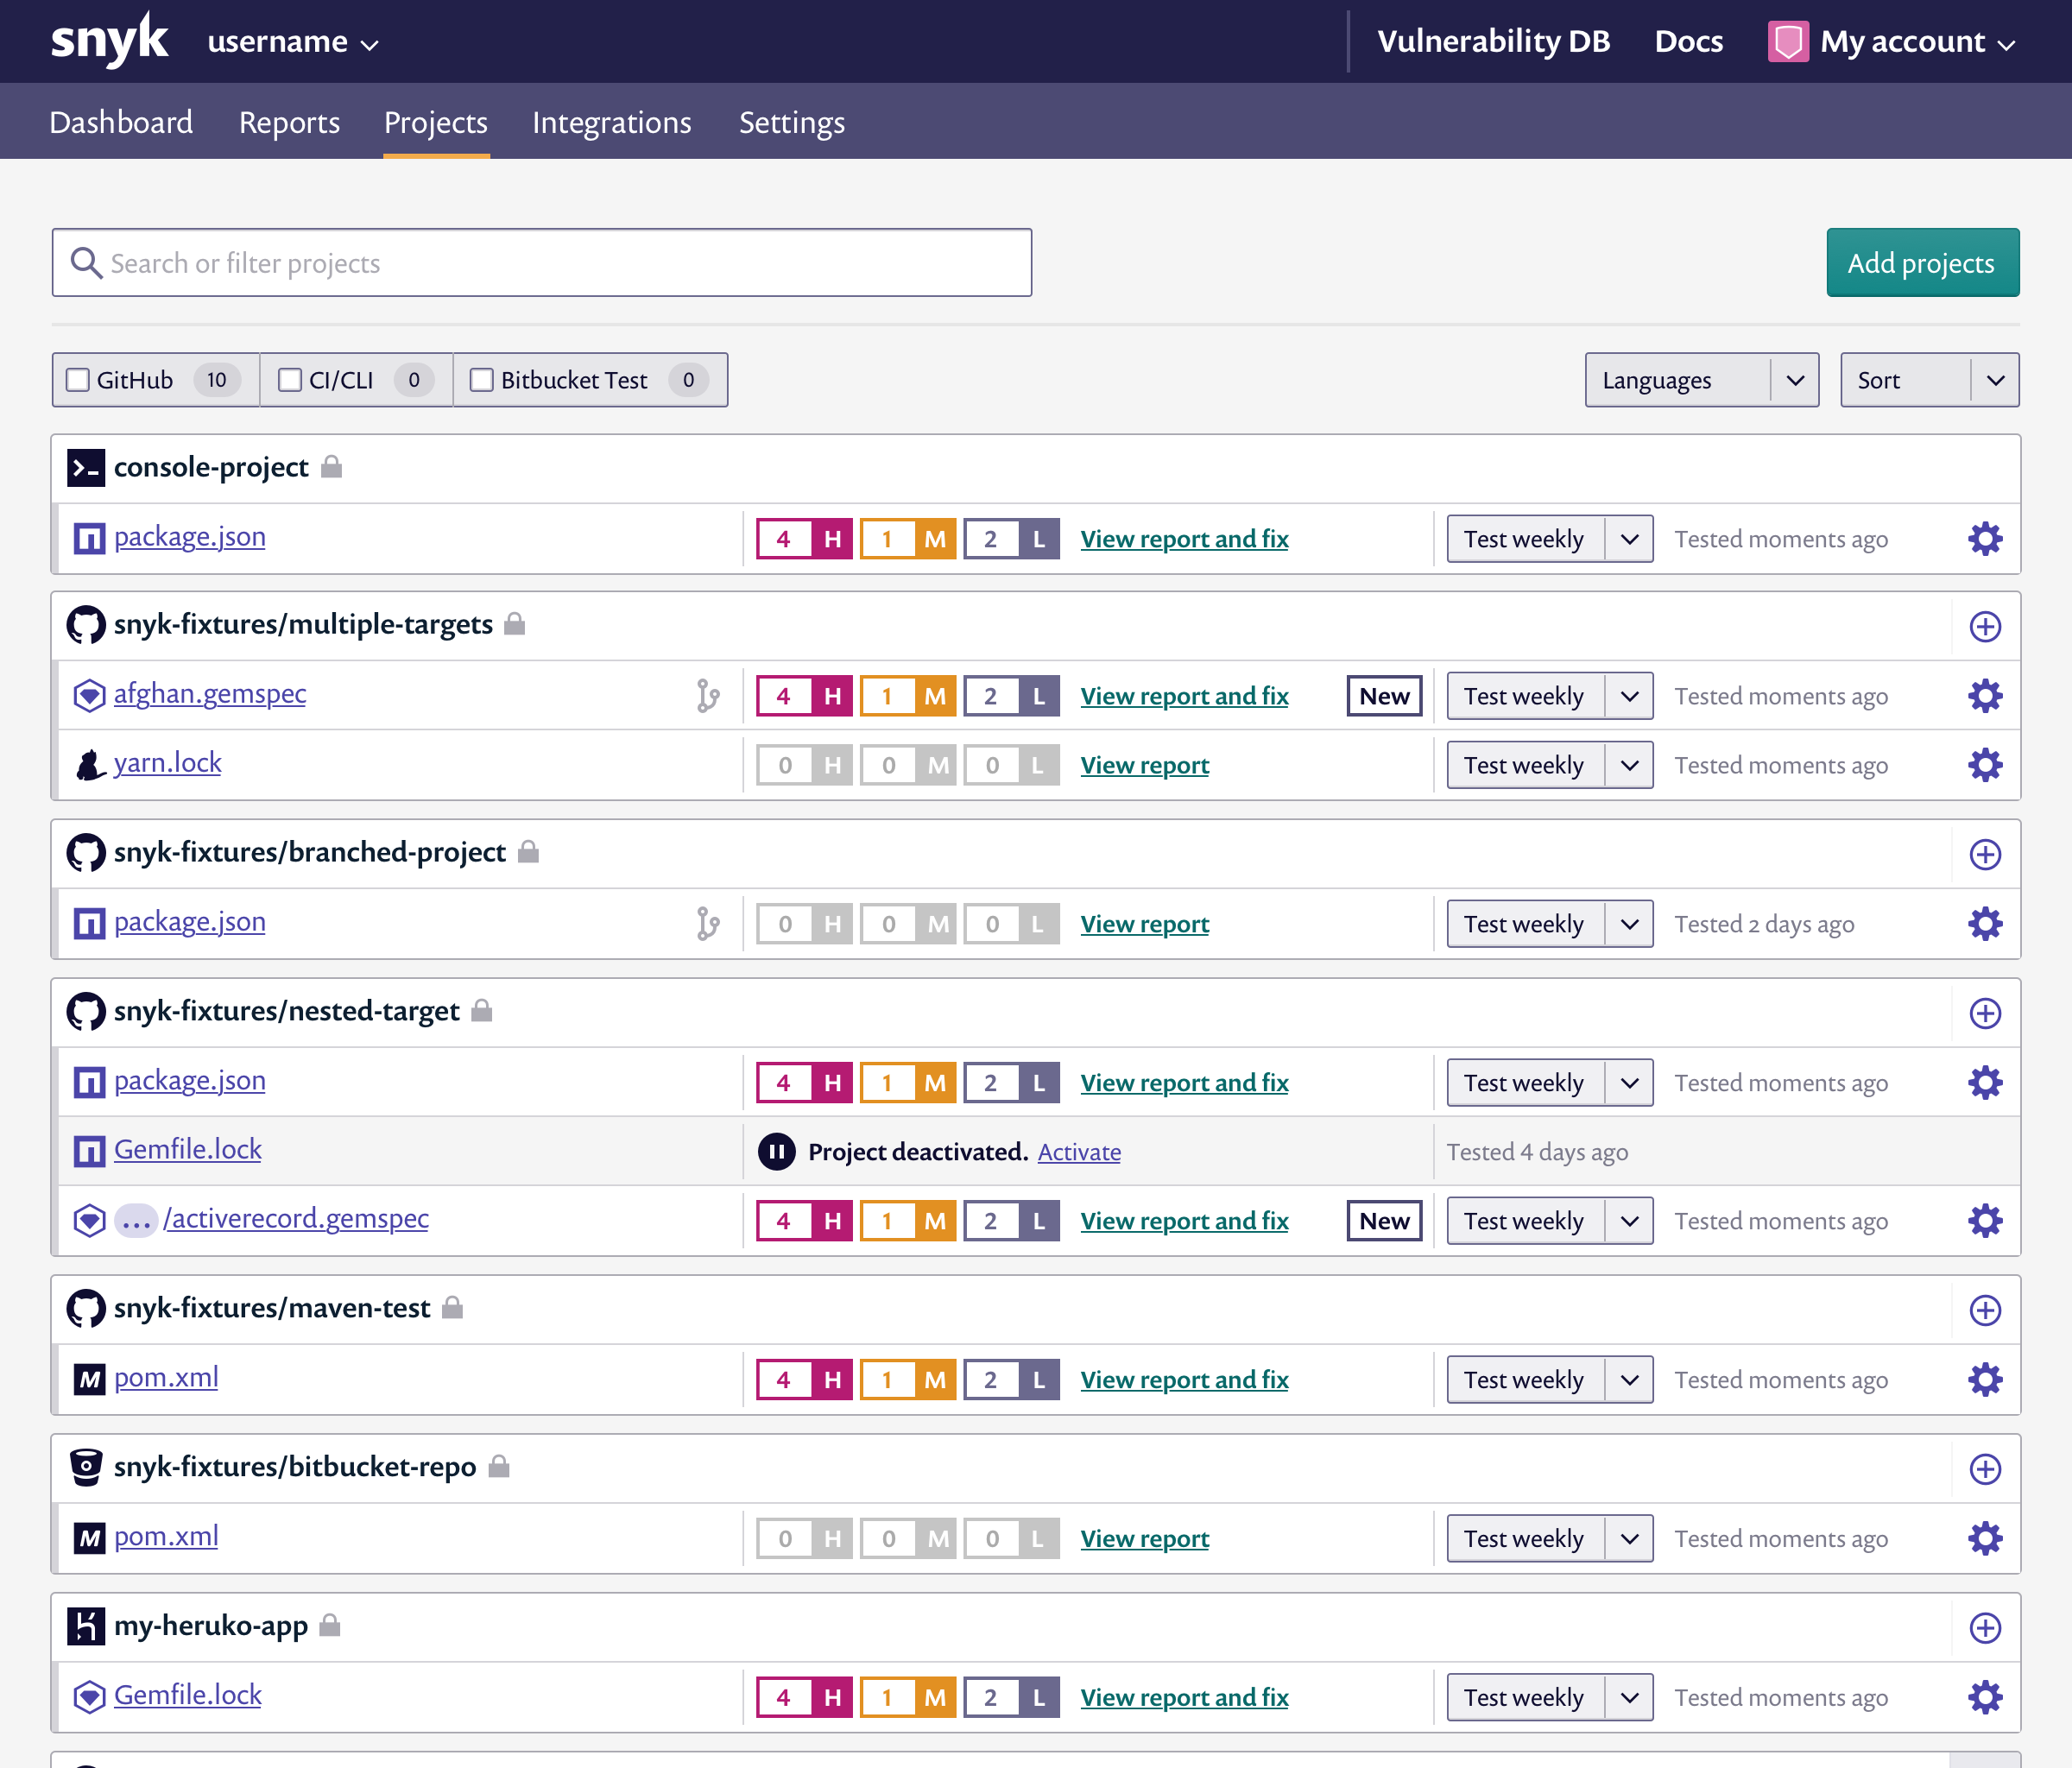 snyk username Vulnerability DB Docs My account
Dashboard Reports Projects Integrations Settings
Search or filter projects Add projects
GitHub 10 CI/CLI 0 Bitbucket Test 0 Languages Sort
console-project
package.json 4 H 1 M 2 L View report and fix Test weekly Tested moments ago
snyk-fixtures/multiple-targets
afghan.gemspec 4 H 1 M 2 L View report and fix New Test weekly Tested moments ago
yarn.lock 0 H 0 M 0 L View report Test weekly Tested moments ago
snyk-fixtures/branched-project
package.json 0 H 0 M 0 L View report Test weekly Tested 2 days ago
snyk-fixtures/nested-target
package.json 4 H 1 M 2 L View report and fix Test weekly Tested moments ago
Gemfile.lock Project deactivated. Activate Tested 4 days ago
... /activerecord.gemspec 4 H 1 M 2 L View report and fix New Test weekly Tested moments ago
snyk-fixtures/maven-test
M pom.xml 4 H 1 M 2 L View report and fix Test weekly Tested moments ago
snyk-fixtures/bitbucket-repo
M pom.xml 0 H 0 M 0 L View report Test weekly Tested moments ago
my-heruko-app
Gemfile.lock 4 H 1 M 2 L View report and fix Test weekly Tested moments ago